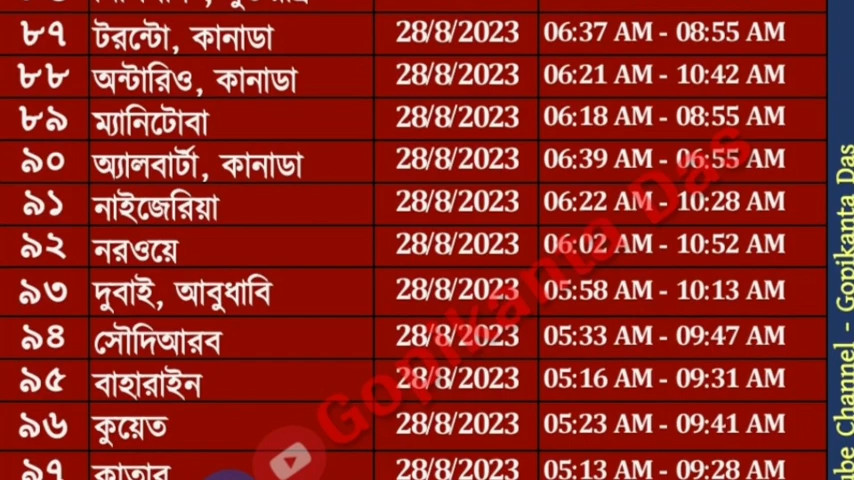 ৮৭ টরন্টো, কানাডা 28/8/2023 06:37 AM - 08:55 AM
৮৮ অন্টারিও, কানাডা 28/8/2023 06:21 AM - 10:42 AM
৮৯ ম্যানিটোবা 28/8/2023 06:18 AM - 08:55 AM
৯০ অ্যালবার্টা, কানাডা 28/8/2023 06:39 AM - 06:55 AM
৯১ নাইজেরিয়া 28/8/2023 06:22 AM - 10:28 AM
৯২ নরওয়ে 28/8/2023 06:02 AM - 10:52 AM
৯৩ দুবাই, আবুধাবি 28/8/2023 05:58 AM - 10:13 AM
৯৪ সৌদিআরব 28/8/2023 05:33 AM - 09:47 AM
৯৫ বাহারাইন 28/8/2023 05:16 AM - 09:31 AM
৯৬ কুয়েত 28/8/2023 05:23 AM - 09:41 AM
৯৭ কাতার 28/8/2023 05:13 AM - 09:28 AM
Gopikanta Das
Channel - Gopikanta Das